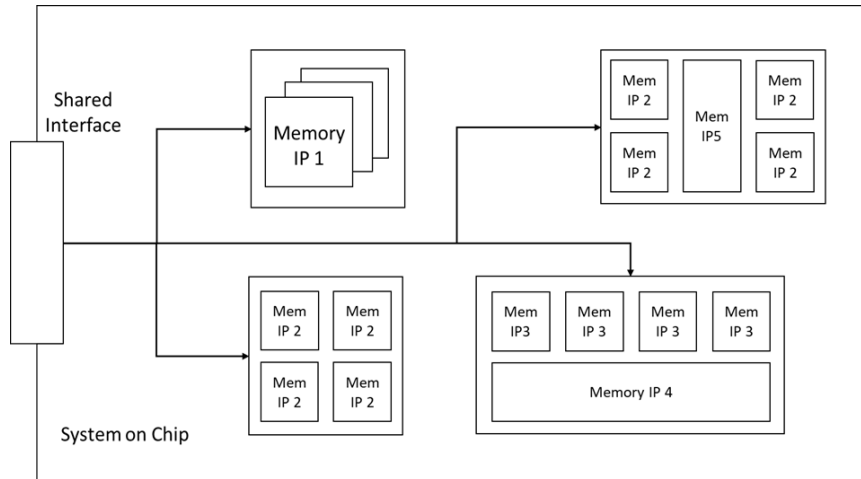 Shared
Interface
Memory
IP 1
Mem
IP 2
Mem
IP 2
Mem
IP5
Mem
IP 2
Mem
IP 2
Mem
IP 2
Mem
IP 2
Mem
IP 2
Mem
IP 2
Mem
IP3
Mem
IP 3
Mem
IP 3
Mem
IP 3
Memory IP 4
System on Chip